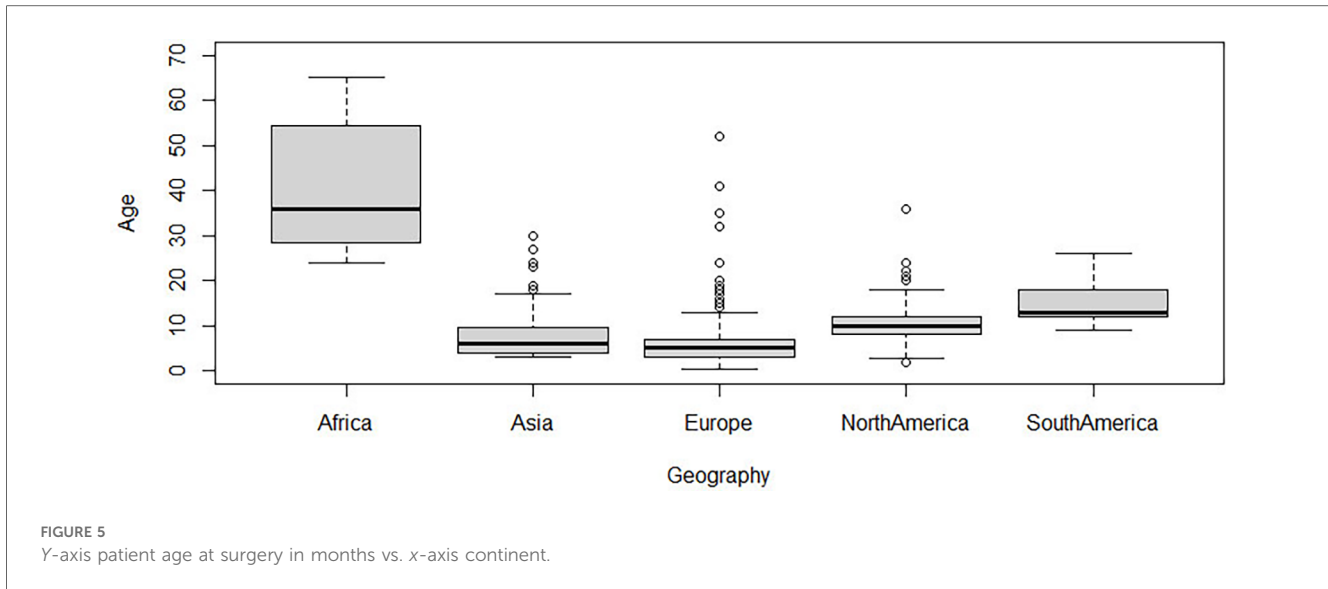 70
60
50
40
30
20
10
0
Age
Africa Asia Europe NorthAmerica SouthAmerica
Geography
FIGURE 5
Y-axis patient age at surgery in months vs. x-axis continent.